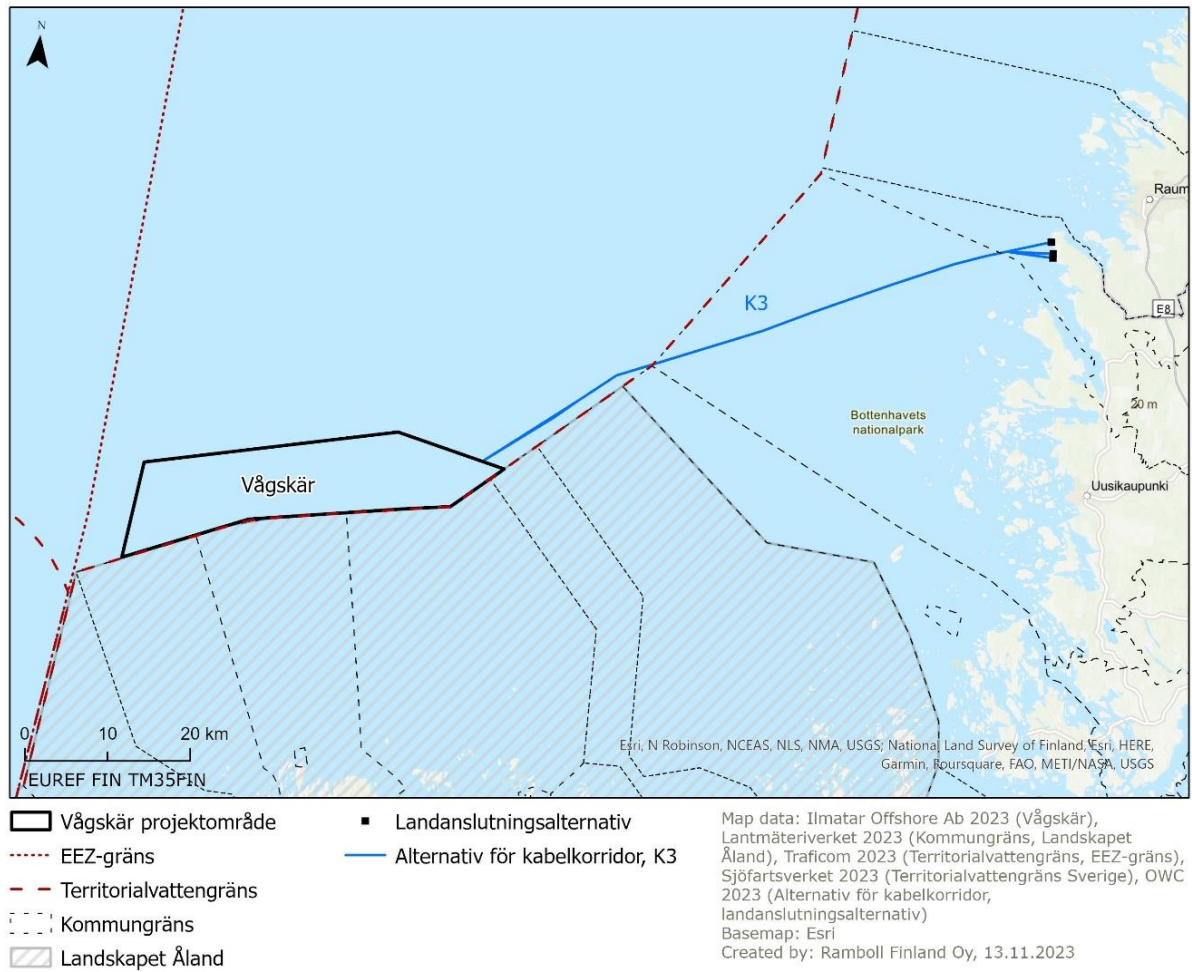 N
Raum
E8
K3
20 m
Bottenhavets
nationalpark
Vågskär
Uusikaupunki
0 10 20 km
EUREF FIN TM35FIN
Esri, N Robinson, NCEAS, NLS, NMA, USGS; National Land Survey of Finland, Esri, HERE,
Garmin, Foursquare, FAO, METI/NASA, USGS
Vågskär projektområde
EEZ-gräns
Territorialvattengräns
Kommungräns
Landskapet Åland
Landanslutningsalternativ
Alternativ för kabelkorridor, K3
Map data: Ilmatar Offshore Ab 2023 (Vågskär),
Lantmäteriverket 2023 (Kommungräns, Landskapet
Åland), Traficom 2023 (Territorialvattengräns, EEZ-gräns),
Sjöfartsverket 2023 (Territorialvattengräns Sverige), OWC
2023 (Alternativ för kabelkorridor,
landanslutningsalternativ)
Basemap: Esri
Created by: Ramboll Finland Oy, 13.11.2023